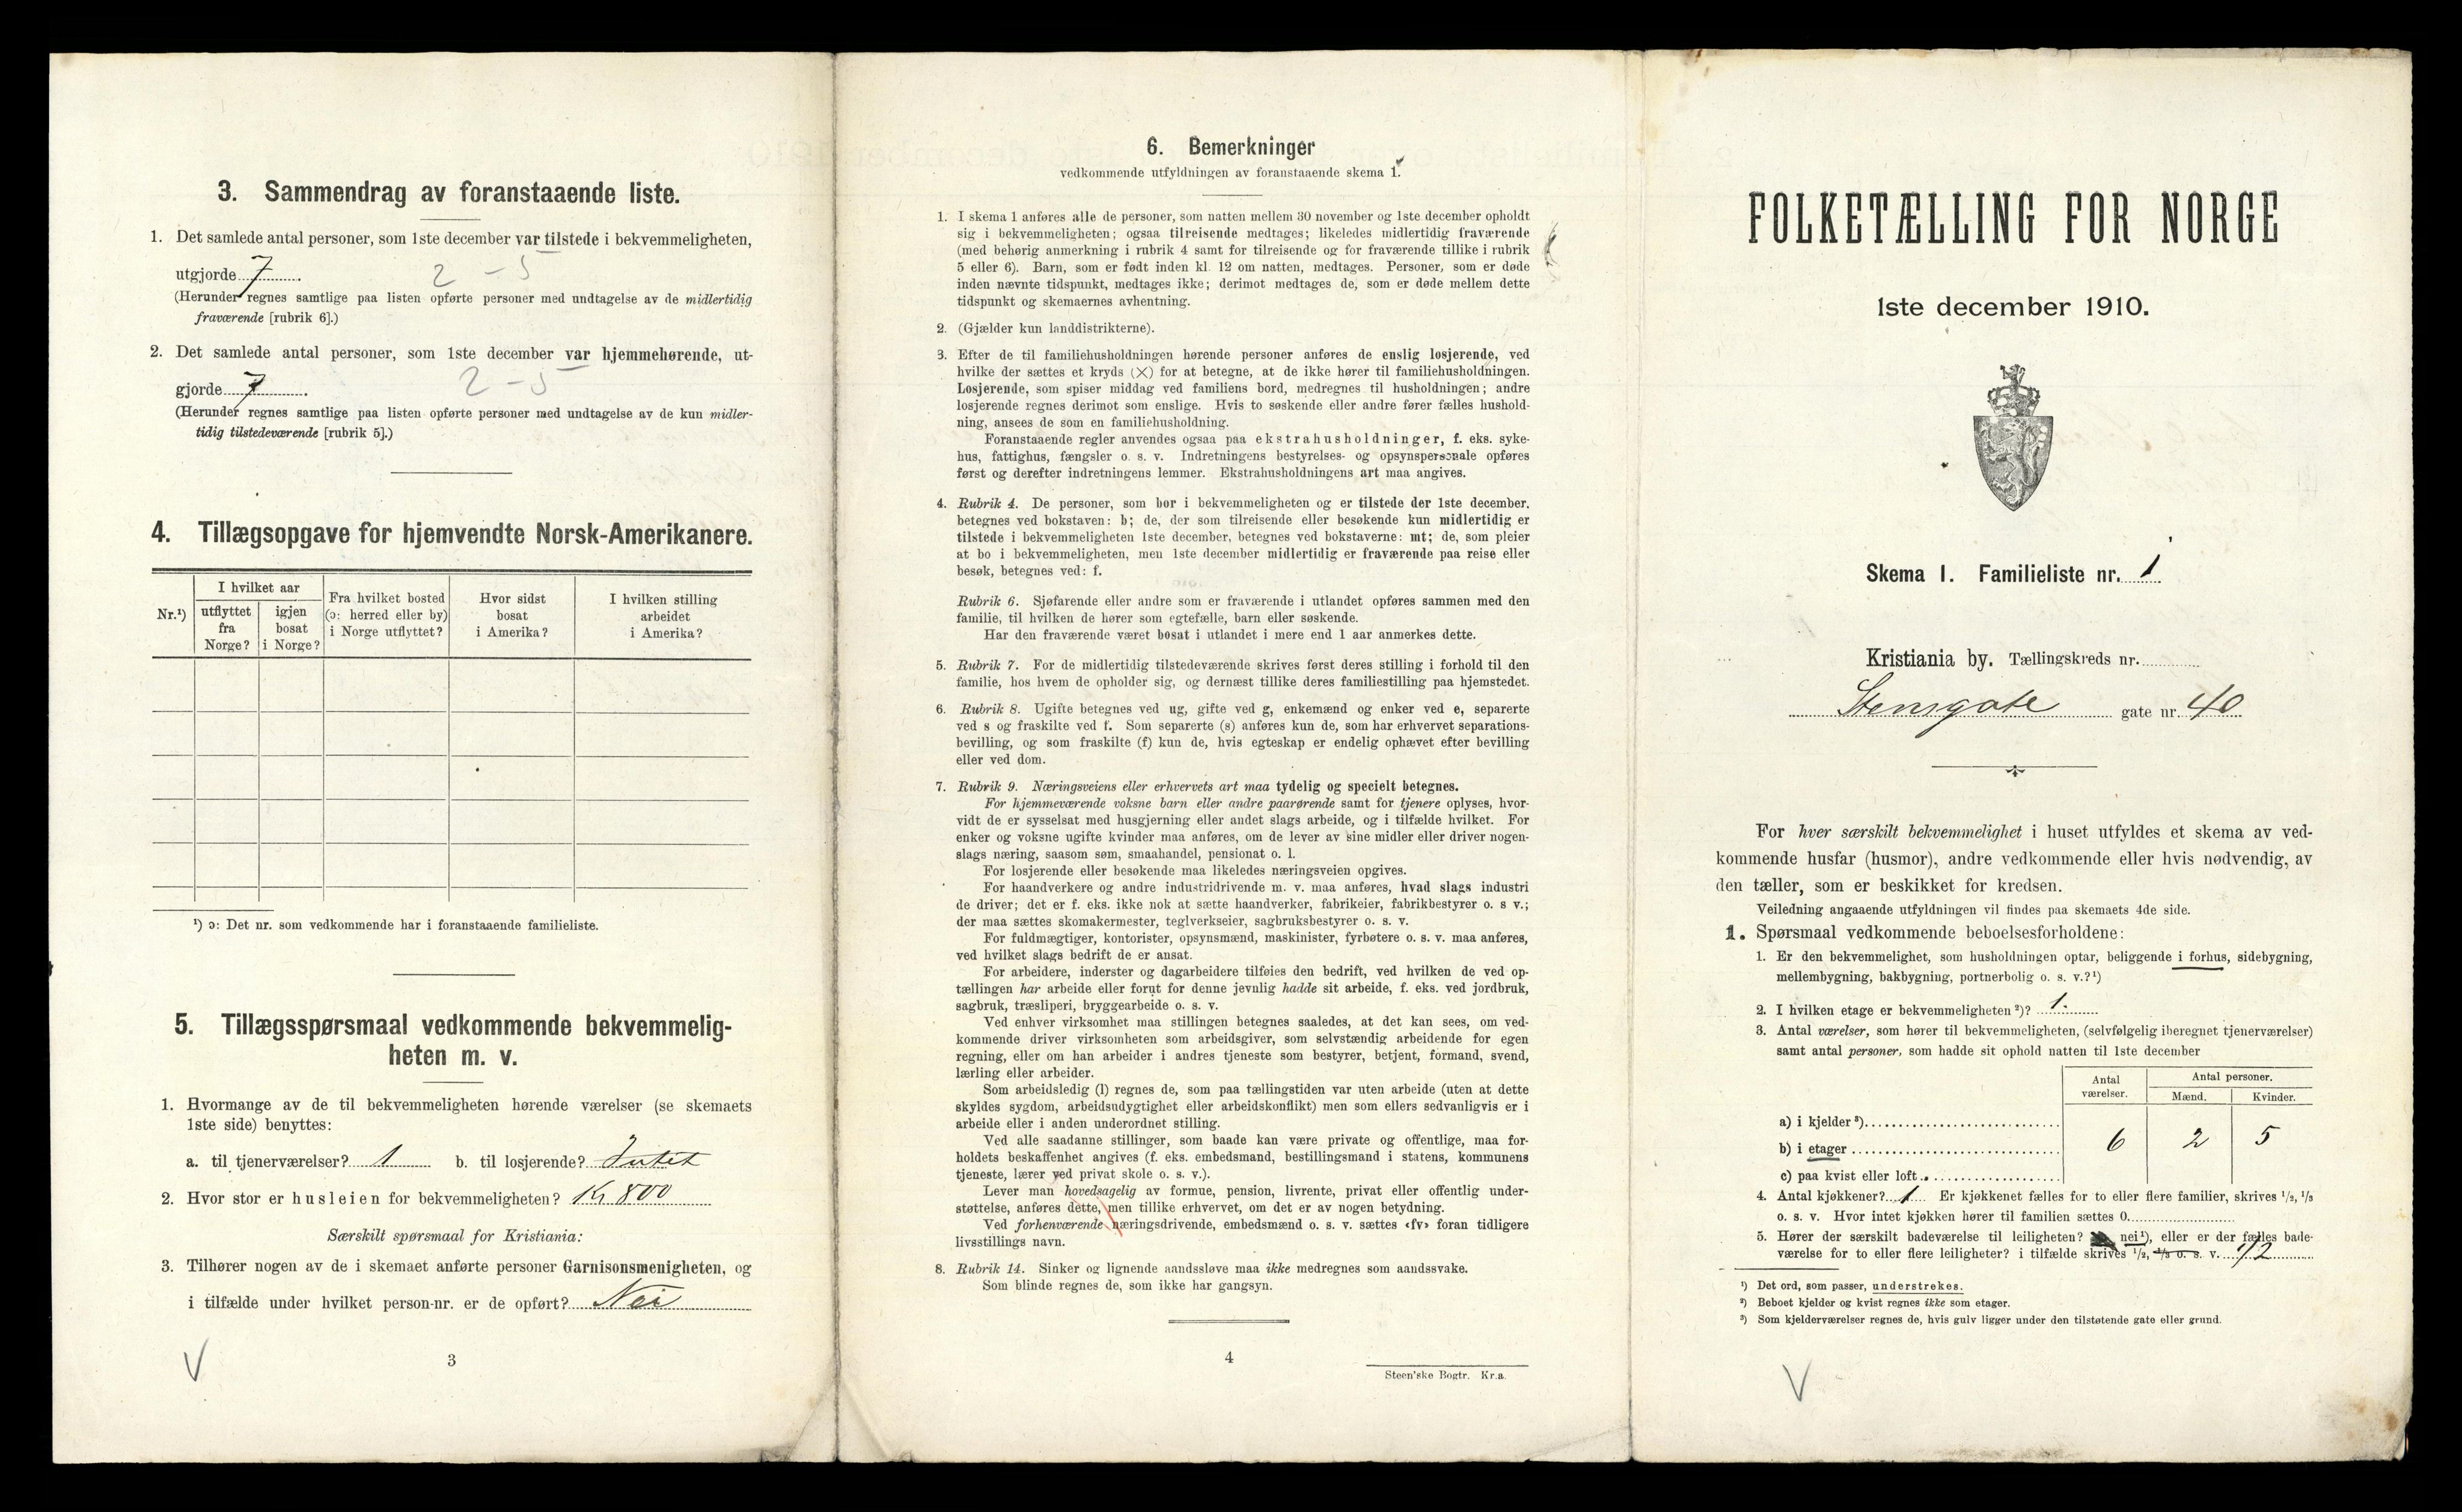 3. Sammendrag av foranstaaende liste.
1. Det samlede antal personer, som 1ste december var tilstede i bekvemmeligheten,
utgjorde 7 2 - 5
(Herunder regnes samtlige paa listen opførte personer med undtagelse av de midlertidig
fraværende [rubrik 6].)
2. Det samlede antal personer, som 1ste december var hjemmehørende, ut-
gjorde 7 2 - 5
(Herunder regnes samtlige paa listen opførte personer med undtagelse av de kun midler-
tidig tilstedeværende [rubrik 5].)
4. Tillægsopgave for hjemvendte Norsk-Amerikanere.
Nr.¹)
I hvilket aar
utflyttet fra Norge?
igjen bosat i Norge?
Fra hvilket bosted (ɔ: herred eller by) i Norge utflyttet?
Hvor sidst bosat i Amerika?
I hvilken stilling arbeidet i Amerika?
¹) ɔ: Det nr. som vedkommende har i foranstaaende familieliste.
5. Tillægsspørsmaal vedkommende bekvemmelig-
heten m. v.
1. Hvormange av de til bekvemmeligheten hørende værelser (se skemaets
1ste side) benyttes:
a. til tjenerværelser? 1 b. til losjerende? Intet
2. Hvor stor er husleien for bekvemmeligheten? Kr 800
Særskilt spørsmaal for Kristiania:
3. Tilhører nogen av de i skemaet anførte personer Garnisonsmenigheten, og
i tilfælde under hvilket person-nr. er de opført? Nei
V
3
6. Bemerkninger
vedkommende utfyldningen av foranstaaende skema 1.
1. I skema 1 anføres alle de personer, som natten mellem 30 november og 1ste december opholdt
sig i bekvemmeligheten; ogsaa tilreisende medtages; likeledes midlertidig fraværende
(med behørig anmerkning i rubrik 4 samt for tilreisende og for fraværende tillike i rubrik
5 eller 6). Barn, som er født inden kl. 12 om natten, medtages. Personer, som er døde
inden nævnte tidspunkt, medtages ikke; derimot medtages de, som er døde mellem dette
tidspunkt og skemaernes avhentning.
2. (Gjælder kun landdistrikterne).
3. Efter de til familiehusholdningen hørende personer anføres de enslig losjerende, ved
hvilke der sættes et kryds (×) for at betegne, at de ikke hører til familiehusholdningen.
Losjerende, som spiser middag ved familiens bord, medregnes til husholdningen; andre
losjerende regnes derimot som enslige. Hvis to søskende eller andre fører fælles hushold-
ning, ansees de som en familiehusholdning.
Foranstaaende regler anvendes ogsaa paa ekstrahusholdninger, f. eks. syke-
hus, fattighus, fængsler o. s. v. Indretningens bestyrelses- og opsynspersonale opføres
først og derefter indretningens lemmer. Ekstrahusholdningens art maa angives.
4. Rubrik 4. De personer, som bor i bekvemmeligheten og er tilstede der 1ste december,
betegnes ved bokstaven: b; de, der som tilreisende eller besøkende kun midlertidig er
tilstede i bekvemmeligheten 1ste december, betegnes ved bokstaverne: mt; de, som pleier
at bo i bekvemmeligheten, men 1ste december midlertidig er fraværende paa reise eller
besøk, betegnes ved: f.
Rubrik 6. Sjøfarende eller andre som er fraværende i utlandet opføres sammen med den
familie, til hvilken de hører som egtefælle, barn eller søskende.
Har den fraværende været bosat i utlandet i mere end 1 aar anmerkes dette.
5. Rubrik 7. For de midlertidig tilstedeværende skrives først deres stilling i forhold til den
familie, hos hvem de opholder sig, og dernæst tillike deres familiestilling paa hjemstedet.
6. Rubrik 8. Ugifte betegnes ved ug, gifte ved g, enkemænd og enker ved e, separerte
ved s og fraskilte ved f. Som separerte (s) anføres kun de, som har erhvervet separations-
bevilling, og som fraskilte (f) kun de, hvis egteskap er endelig ophævet efter bevilling
eller ved dom.
7. Rubrik 9. Næringsveiens eller erhvervets art maa tydelig og specielt betegnes.
For hjemmeværende voksne barn eller andre paarørende samt for tjenere oplyses, hvor-
vidt de er sysselsat med husgjerning eller andet slags arbeide, og i tilfælde hvilket. For
enker og voksne ugifte kvinder maa anføres, om de lever av sine midler eller driver nogen-
slags næring, saasom søm, smaahandel, pensionat o. l.
For losjerende eller besøkende maa likeledes næringsveien opgives.
For haandverkere og andre industridrivende m. v. maa anføres, hvad slags industri
de driver; det er f. eks. ikke nok at sætte haandverker, fabrikeier, fabrikbestyrer o. s v.;
der maa sættes skomakermester, teglverkseier, sagbruksbestyrer o. s. v.
For fuldmægtiger, kontorister, opsynsmænd, maskinister, fyrbøtere o. s. v. maa anføres,
ved hvilket slags bedrift de er ansat.
For arbeidere, inderster og dagarbeidere tilføies den bedrift, ved hvilken de ved op-
tællingen har arbeide eller forut for denne jevnlig hadde sit arbeide, f. eks. ved jordbruk,
sagbruk, træsliperi, bryggearbeide o. s. v.
Ved enhver virksomhet maa stillingen betegnes saaledes, at det kan sees, om ved-
kommende driver virksomheten som arbeidsgiver, som selvstændig arbeidende for egen
regning, eller om han arbeider i andres tjeneste som bestyrer, betjent, formand, svend,
lærling eller arbeider.
Som arbeidsledig (l) regnes de, som paa tællingstiden var uten arbeide (uten at dette
skyldes sygdom, arbeidsudygtighet eller arbeidskonflikt) men som ellers sedvanligvis er i
arbeide eller i anden underordnet stilling.
Ved alle saadanne stillinger, som baade kan være private og offentlige, maa for-
holdets beskaffenhet angives (f. eks. embedsmand, bestillingsmand i statens, kommunens
tjeneste, lærer ved privat skole o. s. v.).
Lever man hovedsagelig av formue, pension, livrente, privat eller offentlig under-
støttelse, anføres dette, men tillike erhvervet, om det er av nogen betydning.
Ved forhenværende næringsdrivende, embedsmænd o. s. v. sættes «fv» foran tidligere
livsstillings navn.
8. Rubrik 14. Sinker og lignende aandssløve maa ikke medregnes som aandssvake.
Som blinde regnes de, som ikke har gangsyn.
4
Steen'ske Bogtr. Kr.a.
FOLKETÆLLING FOR NORGE
1ste december 1910.
Skema 1. Familieliste nr. 1
Kristiania by. Tællingskreds nr.
Stensgate gate nr. 40
For hver særskilt bekvemmelighet i huset utfyldes et skema av ved-
kommende husfar (husmor), andre vedkommende eller hvis nødvendig, av
den tæller, som er beskikket for kredsen.
Veiledning angaaende utfyldningen vil findes paa skemaets 4de side.
1. Spørsmaal vedkommende beboelsesforholdene:
1. Er den bekvemmelighet, som husholdningen optar, beliggende i forhus, sidebygning,
mellembygning, bakbygning, portnerbolig o. s. v.?¹)
2. I hvilken etage er bekvemmeligheten²)? 1.
3. Antal værelser, som hører til bekvemmeligheten, (selvfølgelig iberegnet tjenerværelser)
samt antal personer, som hadde sit ophold natten til 1ste december
Antal værelser.
Antal personer.
Mænd. Kvinder.
a) i kjelder³)
b) i etager 6 2 5
c) paa kvist eller loft
4. Antal kjøkkener? 1 Er kjøkkenet fælles for to eller flere familier, skrives 1/2, 1/3
o. s. v. Hvor intet kjøkken hører til familien sættes 0.
5. Hører der særskilt badeværelse til leiligheten? nei¹), eller er der fælles bade-
værelse for to eller flere leiligheter? i tilfælde skrives 1/2, 1/3 o. s. v. 1/2
¹) Det ord, som passer, understrekes.
²) Beboet kjelder og kvist regnes ikke som etager.
³) Som kjelderværelser regnes de, hvis gulv ligger under den tilstøtende gate eller grund.
V